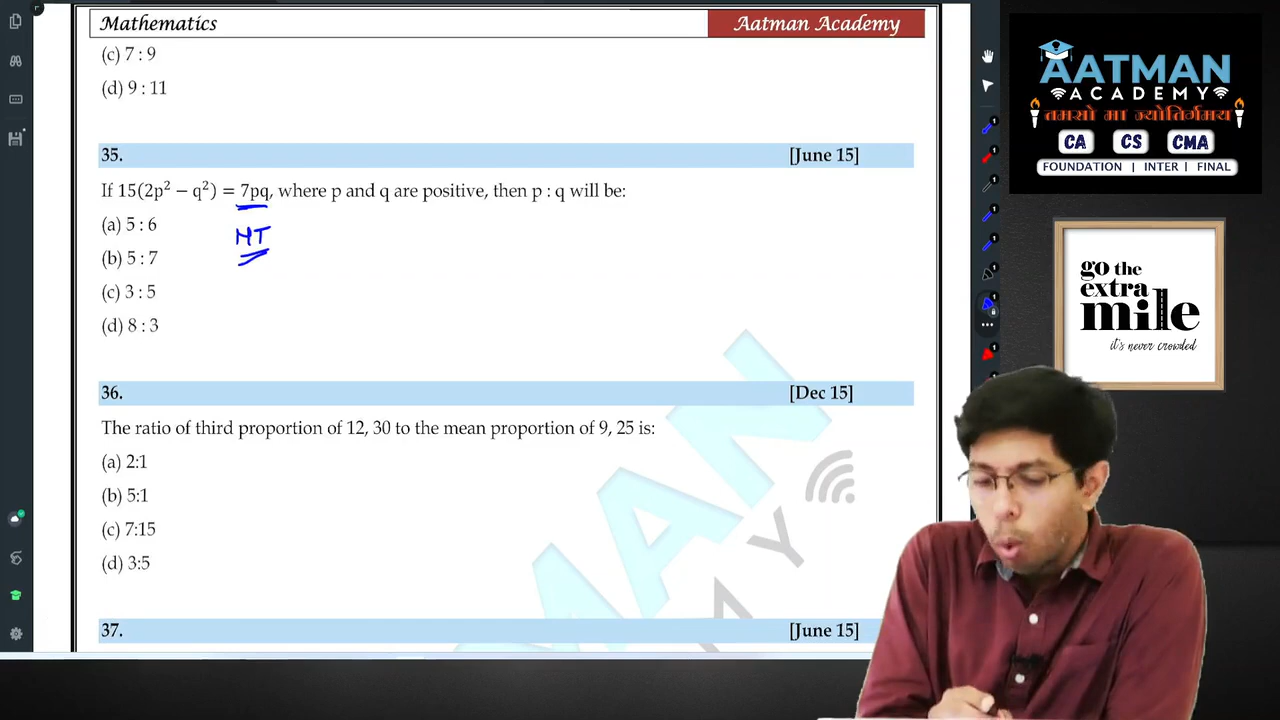 Mathematics
Aatman Academy
(c) 7 : 9
(d) 9 : 11
35.
[June 15]
If 15(2p² − q²) = 7pq, where p and q are positive, then p : q will be:
(a) 5 : 6
(b) 5 : 7
(c) 3 : 5
(d) 8 : 3
MT
36.
[Dec 15]
The ratio of third proportion of 12, 30 to the mean proportion of 9, 25 is:
(a) 2:1
(b) 5:1
(c) 7:15
(d) 3:5
37.
[June 15]
AATMAN
ACADEMY
तमसो मा ज्योतिर्गमय
CA CS CMA
FOUNDATION | INTER | FINAL
go the
extra
mile
it's never crowded